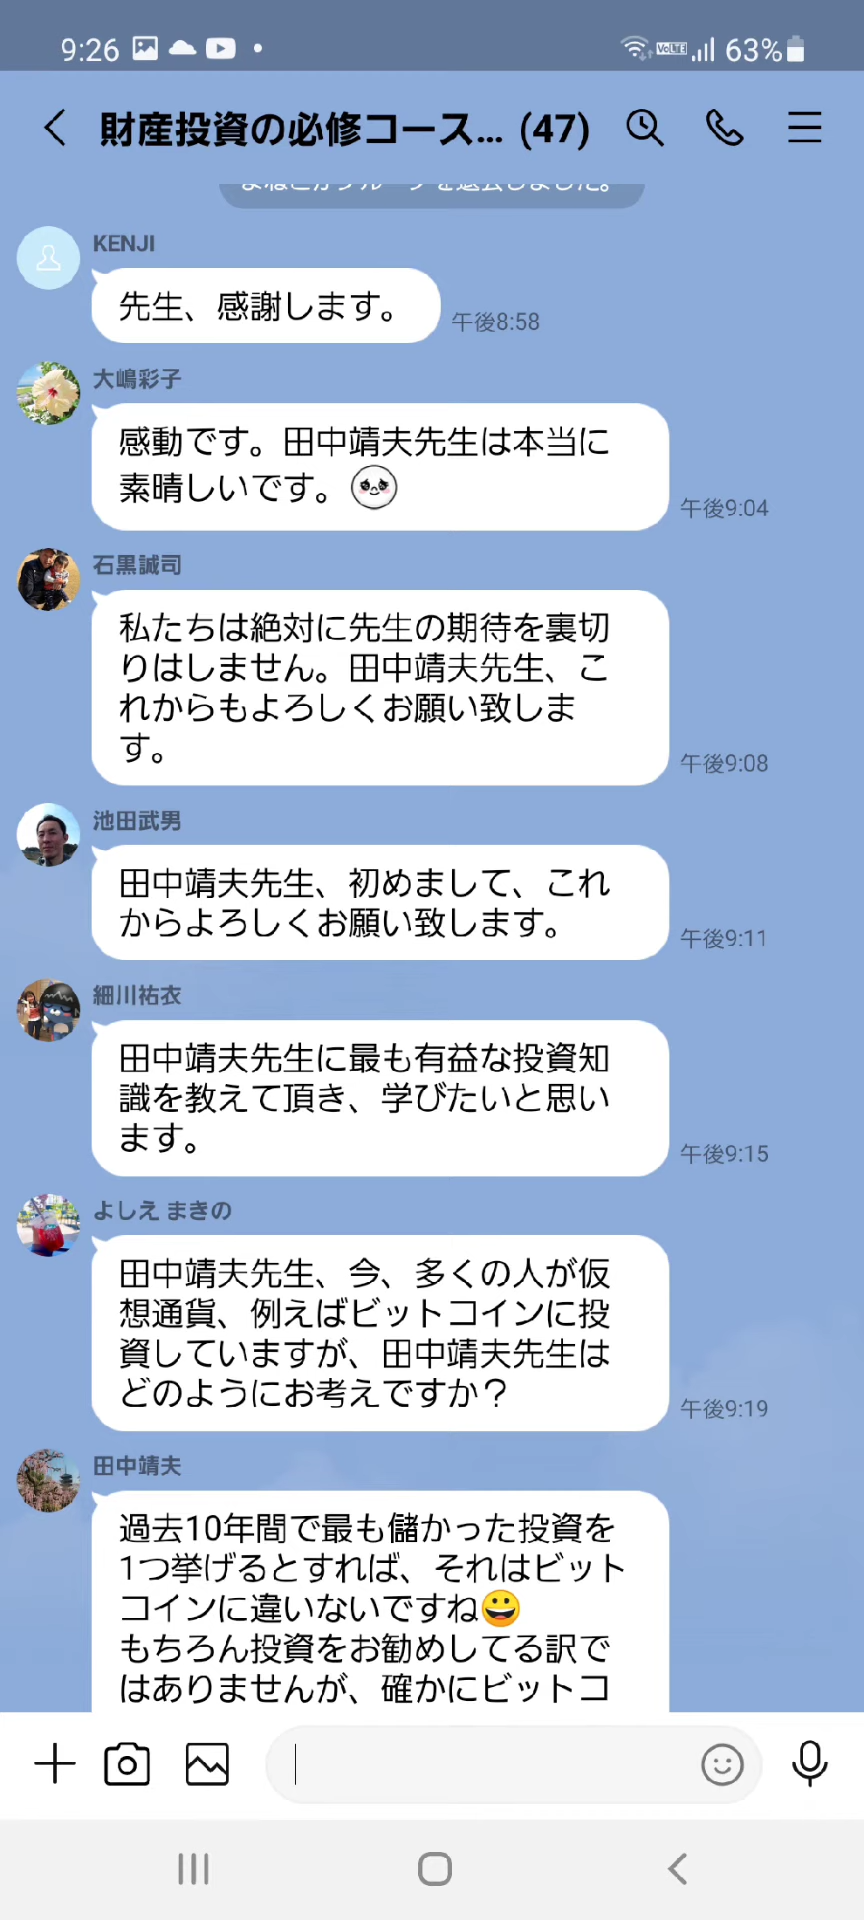 9:26
VoLTE
63%
財産投資の必修コース... (47)
KENJI
先生、感謝します。
午後8:58
大嶋彩子
感動です。田中靖夫先生は本当に
素晴しいです。
午後9:04
石黒誠司
私たちは絶対に先生の期待を裏切
りはしません。田中靖夫先生、こ
れからもよろしくお願い致しま
す。
午後9:08
池田武男
田中靖夫先生、初めまして、これ
からよろしくお願い致します。
午後9:11
細川祐衣
田中靖夫先生に最も有益な投資知
識を教えて頂き、学びたいと思い
ます。
午後9:15
よしえ まきの
田中靖夫先生、今、多くの人が仮
想通貨、例えばビットコインに投
資していますが、田中靖夫先生は
どのようにお考えですか？
午後9:19
田中靖夫
過去10年間で最も儲かった投資を
1つ挙げるとすれば、それはビット
コインに違いないですね😀
もちろん投資をお勧めしてる訳で
はありませんが、確かにビットコ